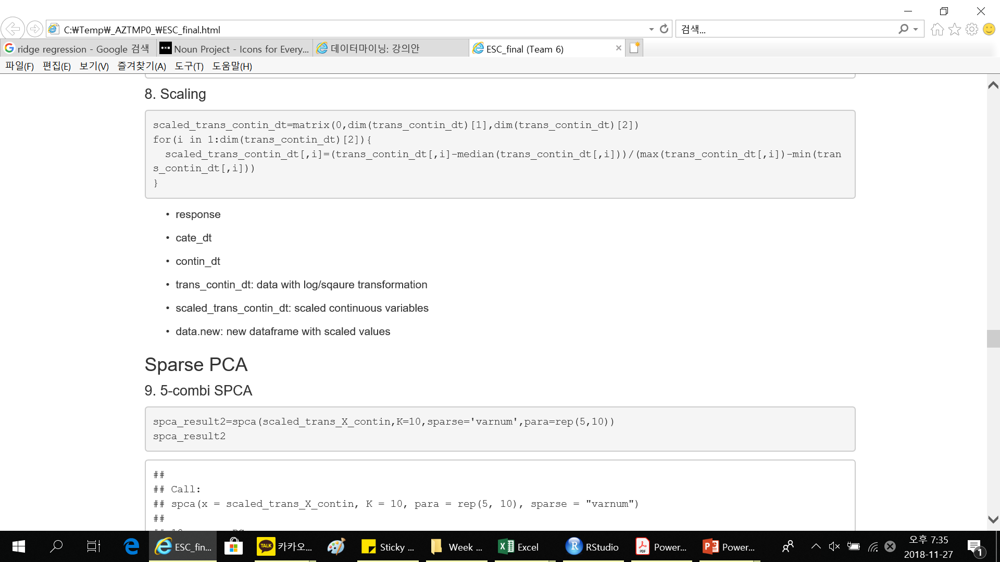 C:₩Temp₩_AZTMP0_₩ESC_final.html
검색...
ridge regression - Google 검색
Noun Project - Icons for Every...
데이터마이닝: 강의안
ESC_final (Team 6)
파일(F) 편집(E) 보기(V) 즐겨찾기(A) 도구(T) 도움말(H)
8. Scaling
scaled_trans_contin_dt=matrix(0,dim(trans_contin_dt)[1],dim(trans_contin_dt)[2])
for(i in 1:dim(trans_contin_dt)[2]){
  scaled_trans_contin_dt[,i]=(trans_contin_dt[,i]-median(trans_contin_dt[,i]))/(max(trans_contin_dt[,i])-min(tran
s_contin_dt[,i]))
}
• response
• cate_dt
• contin_dt
• trans_contin_dt: data with log/sqaure transformation
• scaled_trans_contin_dt: scaled continuous variables
• data.new: new dataframe with scaled values
Sparse PCA
9. 5-combi SPCA
spca_result2=spca(scaled_trans_X_contin,K=10,sparse='varnum',para=rep(5,10))
spca_result2
##
## Call:
## spca(x = scaled_trans_X_contin, K = 10, para = rep(5, 10), sparse = "varnum")
##
ESC_fin...
TALK
카카오...
Sticky ...
Week ...
Excel
RStudio
Power...
Power...
오후 7:35
2018-11-27
1